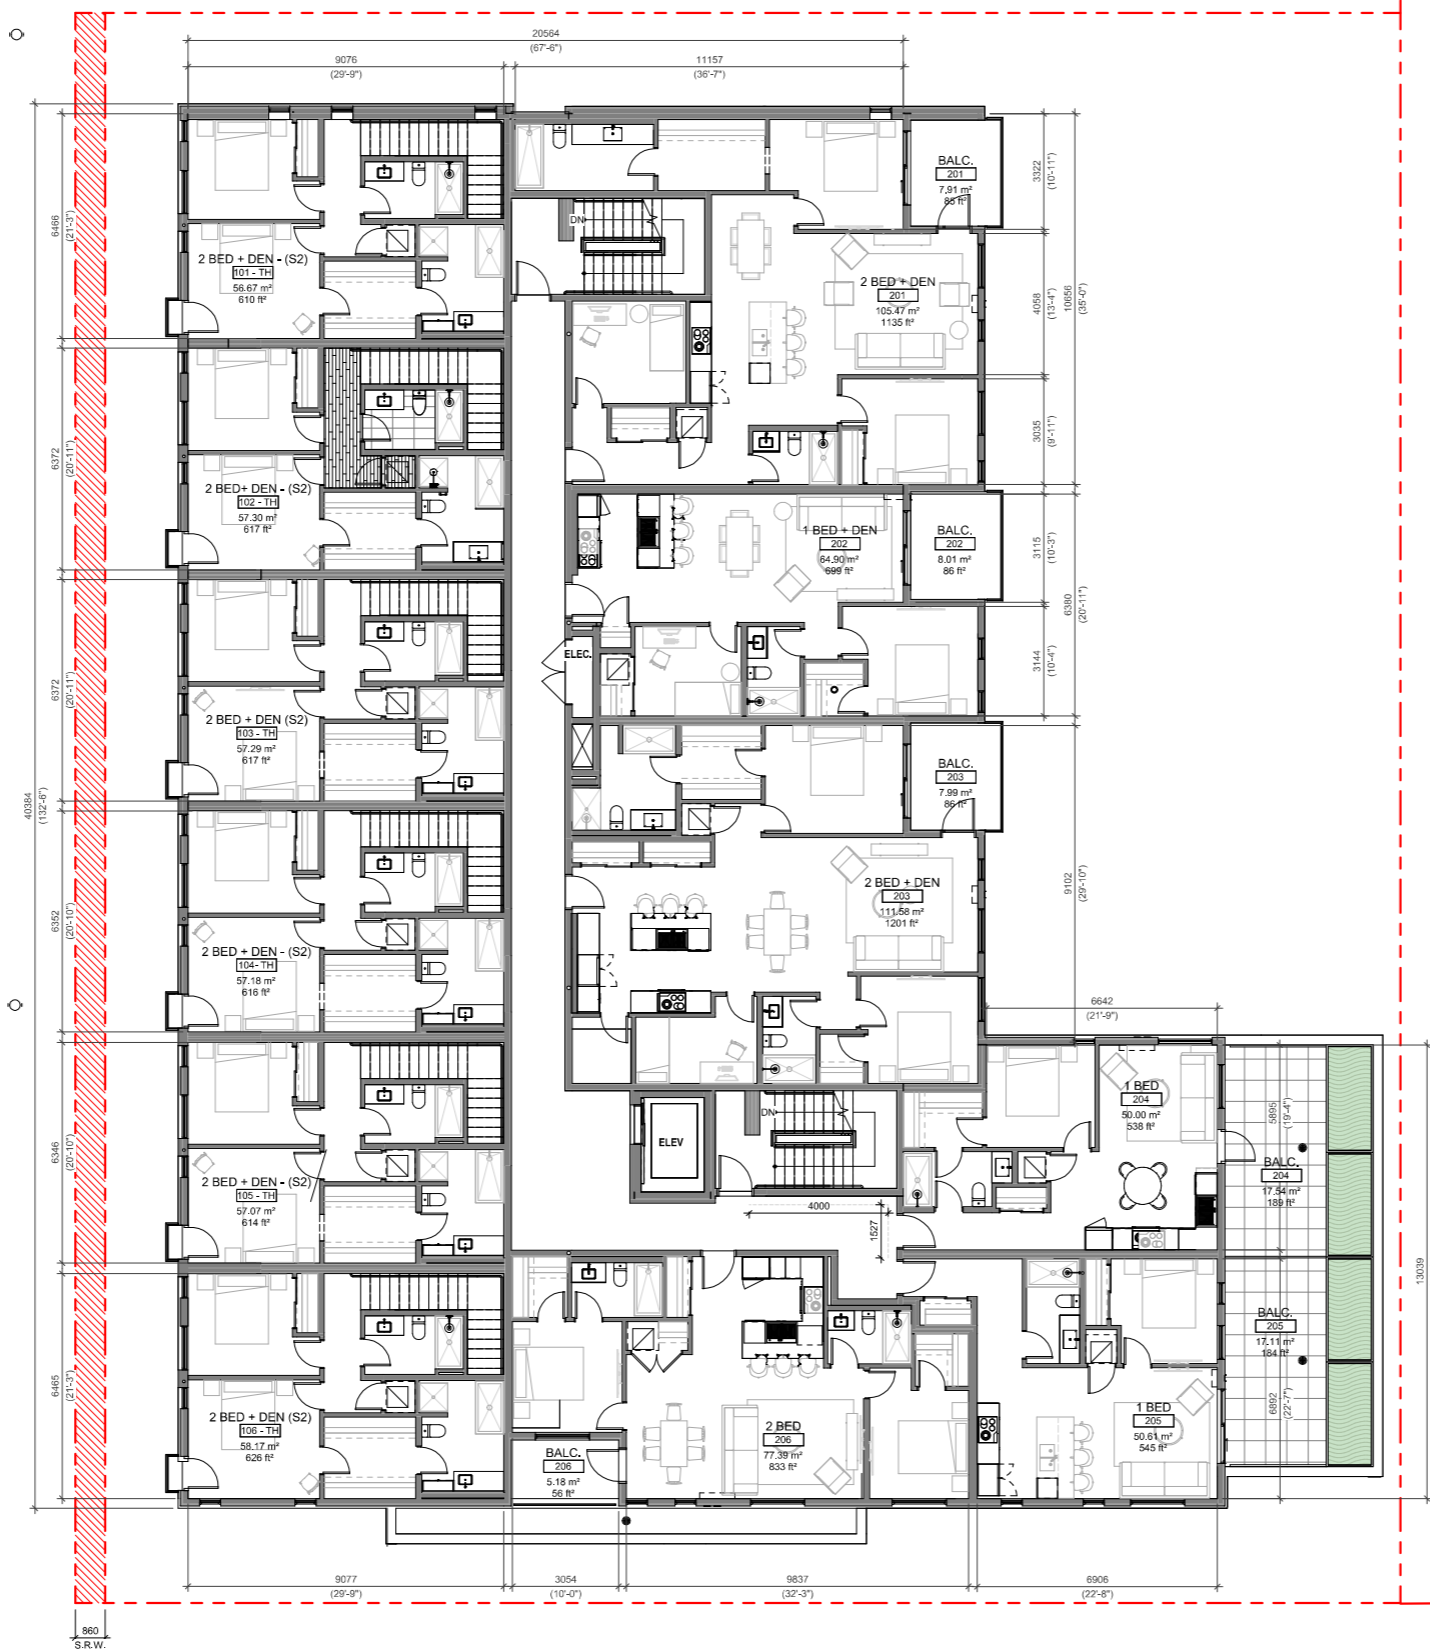 20564
(67'-6")
9076
(29'-9")
11157
(36'-7")
BALC.
201
7.91 m²
85 ft²
3322
(10'-11")
6466
(21'-3")
DN
2 BED + DEN - (S2)
101 - TH
56.67 m²
610 ft²
2 BED + DEN
201
105.47 m²
1135 ft²
4058
(13'-4")
10656
(35'-0")
3035
(9'-11")
6372
(20'-11")
2 BED+ DEN - (S2)
102 - TH
57.30 m²
617 ft²
1 BED + DEN
202
64.90 m²
699 ft²
BALC.
202
8.01 m²
86 ft²
3115
(10'-3")
6380
(20'-11")
3144
(10'-4")
ELEC.
6372
(20'-11")
2 BED + DEN (S2)
103 - TH
57.29 m²
617 ft²
BALC.
203
7.99 m²
86 ft²
40384
(132'-6")
9102
(29'-10")
2 BED + DEN
203
111.58 m²
1201 ft²
6352
(20'-10")
2 BED + DEN - (S2)
104- TH
57.18 m²
616 ft²
6642
(21'-9")
1 BED
204
50.00 m²
538 ft²
5895
(19'-4")
DN
ELEV
6346
(20'-10")
2 BED + DEN - (S2)
105 - TH
57.07 m²
614 ft²
BALC.
204
17.54 m²
189 ft²
4000
1527
13039
BALC.
205
17.11 m²
184 ft²
6465
(21'-3")
6892
(22'-7")
2 BED + DEN (S2)
106 - TH
58.17 m²
626 ft²
2 BED
206
77.39 m²
833 ft²
1 BED
205
50.61 m²
545 ft²
BALC.
206
5.18 m²
56 ft²
9077
(29'-9")
3054
(10'-0")
9837
(32'-3")
6906
(22'-8")
860
S.R.W.